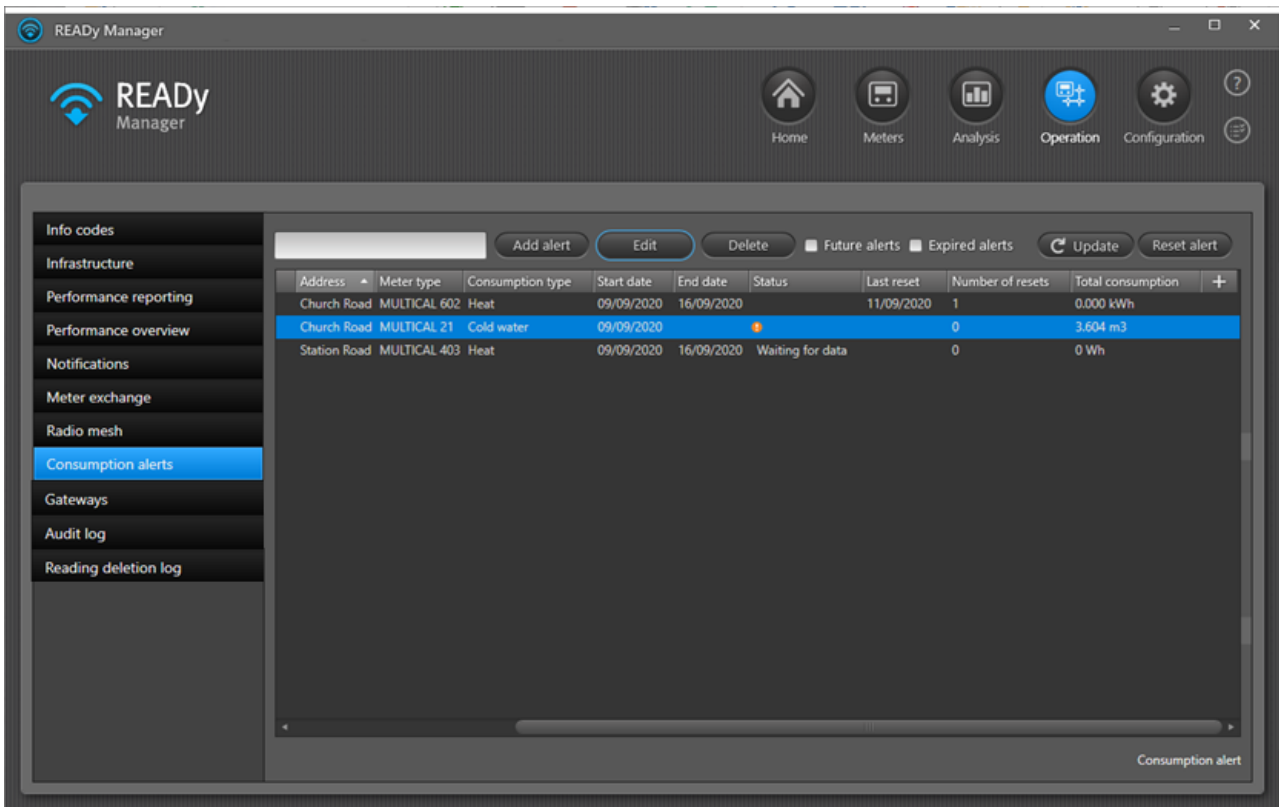 READy Manager
READy
Manager
Home Meters Analysis Operation Configuration
Info codes
Infrastructure
Performance reporting
Performance overview
Notifications
Meter exchange
Radio mesh
Consumption alerts
Gateways
Audit log
Reading deletion log
Add alert Edit Delete Future alerts Expired alerts Update Reset alert
Address Meter type Consumption type Start date End date Status Last reset Number of resets Total consumption +
Church Road MULTICAL 602 Heat 09/09/2020 16/09/2020 11/09/2020 1 0.000 kWh
Church Road MULTICAL 21 Cold water 09/09/2020 0 3.604 m3
Station Road MULTICAL 403 Heat 09/09/2020 16/09/2020 Waiting for data 0 0 Wh
Consumption alert